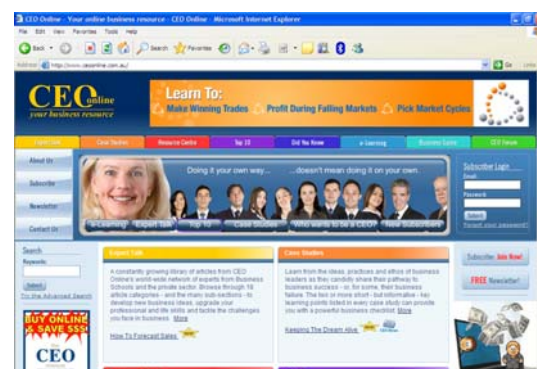 CEO Online - Your online business resource - CEO Online - Microsoft Internet Explorer
File Edit View Favorites Tools Help
Back Search Favorites
Address http://www.ceoonline.com.au/ Go Links
CEO Online
your business resource
Learn To:
Make Winning Trades Profit During Falling Markets Pick Market Cycles
Expert Talk Case Studies Resource Centre Top 10 Did You Know e-Learning Business Game CEO Forum
About Us
Subscribe
Newsletter
Contact Us
Doing it your own way... ...doesn't mean doing it on your own.
e-Learning Expert Talk Top 10 Case Studies Who wants to be a CEO? New Subscribers
Subscriber Login
Email:
Password:
Submit
Forgot your password?
Search
Keywords:
Submit
Try the Advanced Search
BUY ONLINE
& SAVE $$$
CEO
Expert Talk
A constantly growing library of articles from CEO
Online's world-wide network of experts from Business
Schools and the private sector. Browse through 18
article categories - and the many sub-sections - to
develop new business ideas, upgrade your
professional and life skills and tackle the challenges
you face in business. More
How To Forecast Sales
Case Studies
Learn from the ideas, practices and ethos of business
leaders as they candidly share their pathway to
business success - or, for some, their business
failure. The ten or more short - but informative - key
learning points listed in every case study can provide
you with a powerful business checklist. More
Keeping The Dream Alive
Subscribe Join Now!
FREE Newsletter!